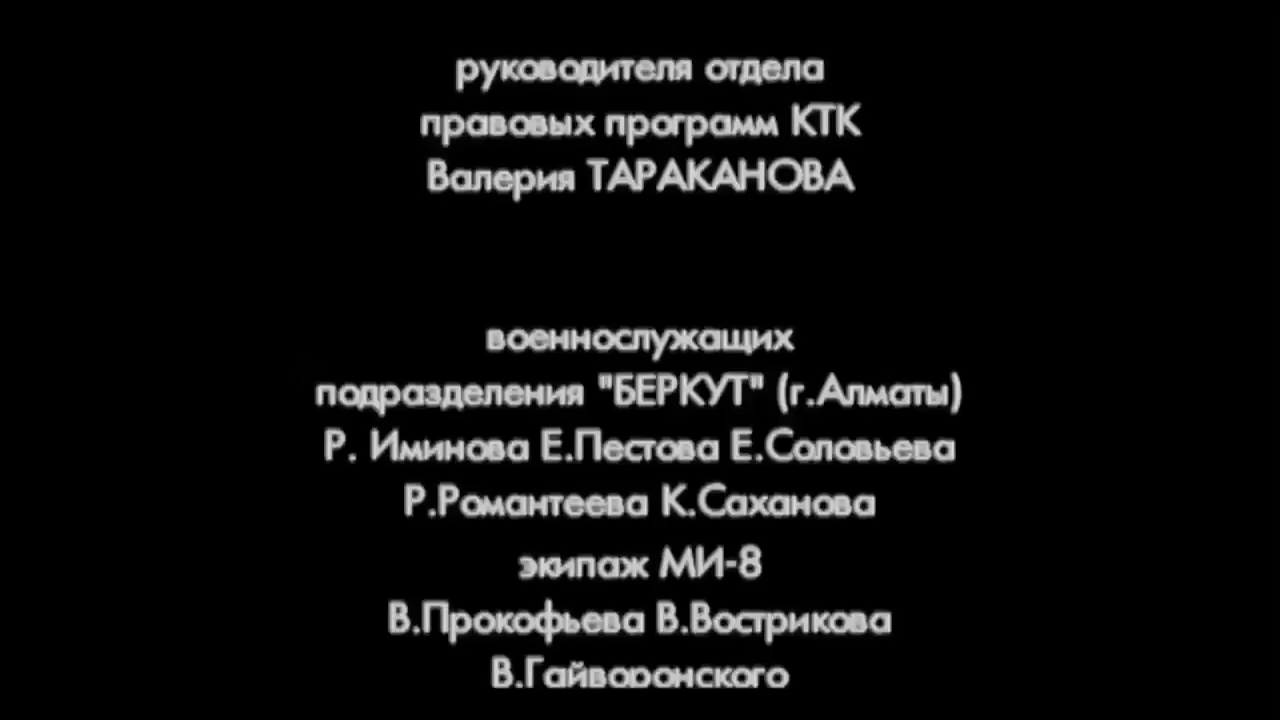 руководителя отдела
правовых программ КТК
Валерия ТАРАКАНОВА
военнослужащих
подразделения "БЕРКУТ" (г.Алматы)
Р. Иминова Е.Пестова Е.Соловьева
Р.Романтеева К.Саханова
экипаж МИ-8
В.Прокофьева В.Вострикова
В.Гайворонского